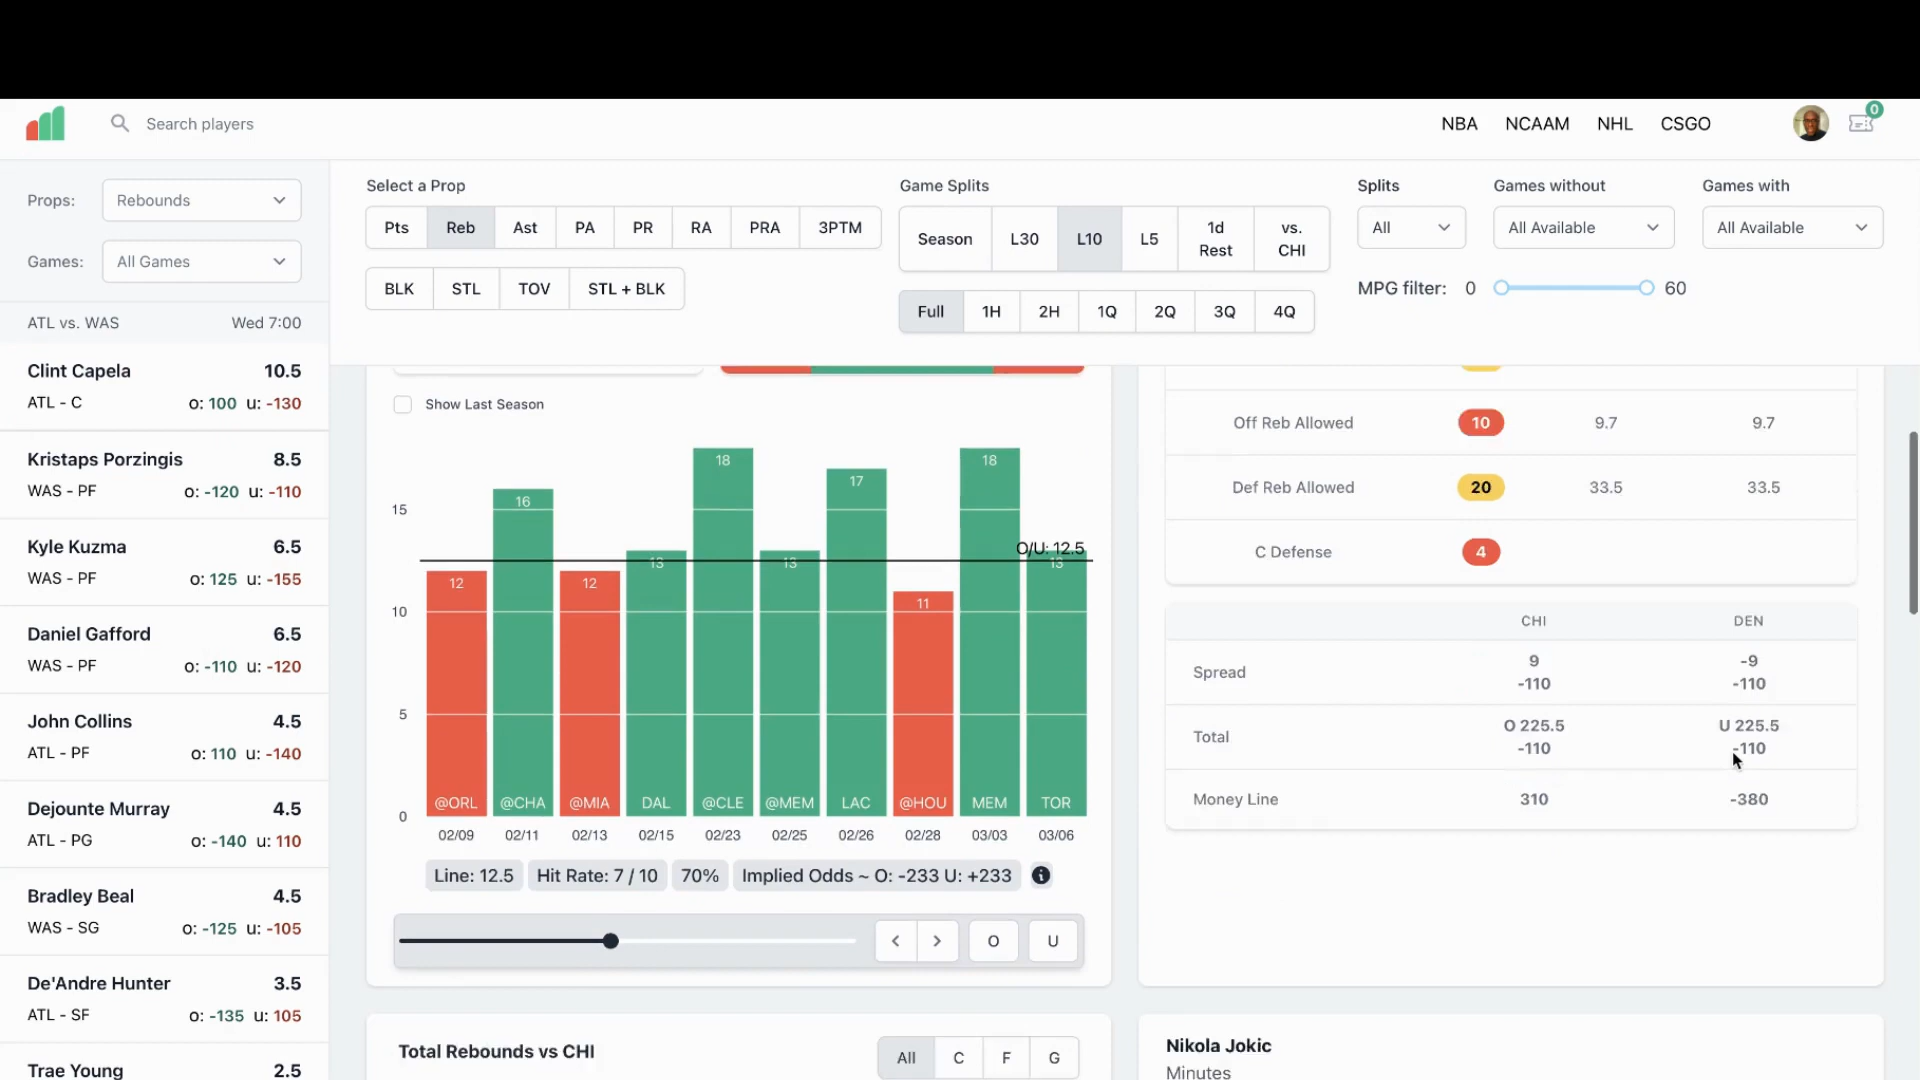 0
Search players
NBA NCAAM NHL CSGO
Props: Rebounds
Games: All Games
ATL vs. WAS Wed 7:00
Clint Capela 10.5
ATL - C o: 100 u: -130
Kristaps Porzingis 8.5
WAS - PF o: -120 u: -110
Kyle Kuzma 6.5
WAS - PF o: 125 u: -155
Daniel Gafford 6.5
WAS - PF o: -110 u: -120
John Collins 4.5
ATL - PF o: 110 u: -140
Dejounte Murray 4.5
ATL - PG o: -140 u: 110
Bradley Beal 4.5
WAS - SG o: -125 u: -105
De'Andre Hunter 3.5
ATL - SF o: -135 u: 105
Trae Young 2.5
Select a Prop
Pts Reb Ast PA PR RA PRA 3PTM
BLK STL TOV STL + BLK
Game Splits
Season L30 L10 L5 1d Rest vs. CHI
Full 1H 2H 1Q 2Q 3Q 4Q
Splits Games without Games with
All All Available All Available
MPG filter: 0 60
Show Last Season
15
10
5
0
O/U: 12.5
12 16 12 13 18 13 17 11 18 13
@ORL @CHA @MIA DAL @CLE @MEM LAC @HOU MEM TOR
02/09 02/11 02/13 02/15 02/23 02/25 02/26 02/28 03/03 03/06
Line: 12.5 Hit Rate: 7 / 10 70% Implied Odds ~ O: -233 U: +233
O U
Total Rebounds vs CHI All C F G
Off Reb Allowed 10 9.7 9.7
Def Reb Allowed 20 33.5 33.5
C Defense 4
CHI DEN
Spread 9 -9
-110 -110
Total O 225.5 U 225.5
-110 -110
Money Line 310 -380
Nikola Jokic
Minutes